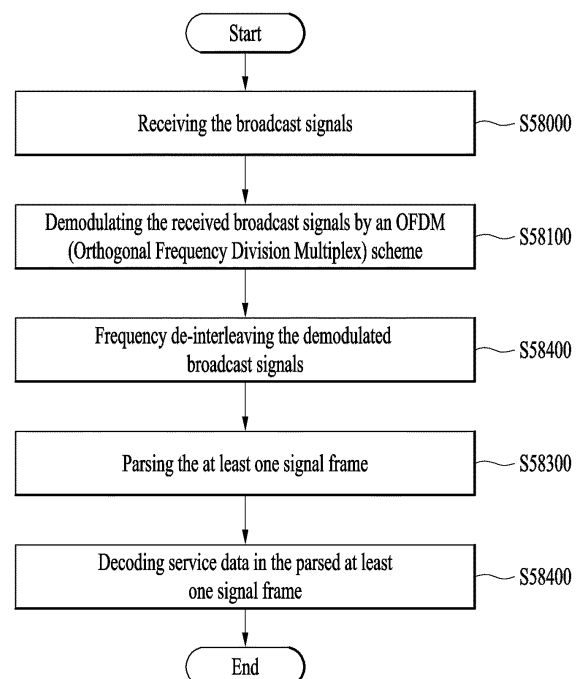 Start
Receiving the broadcast signals
S58000
Demodulating the received broadcast signals by an OFDM
(Orthogonal Frequency Division Multiplex) scheme
S58100
Frequency de-interleaving the demodulated
broadcast signals
S58400
Parsing the at least one signal frame
S58300
Decoding service data in the parsed at least
one signal frame
S58400
End